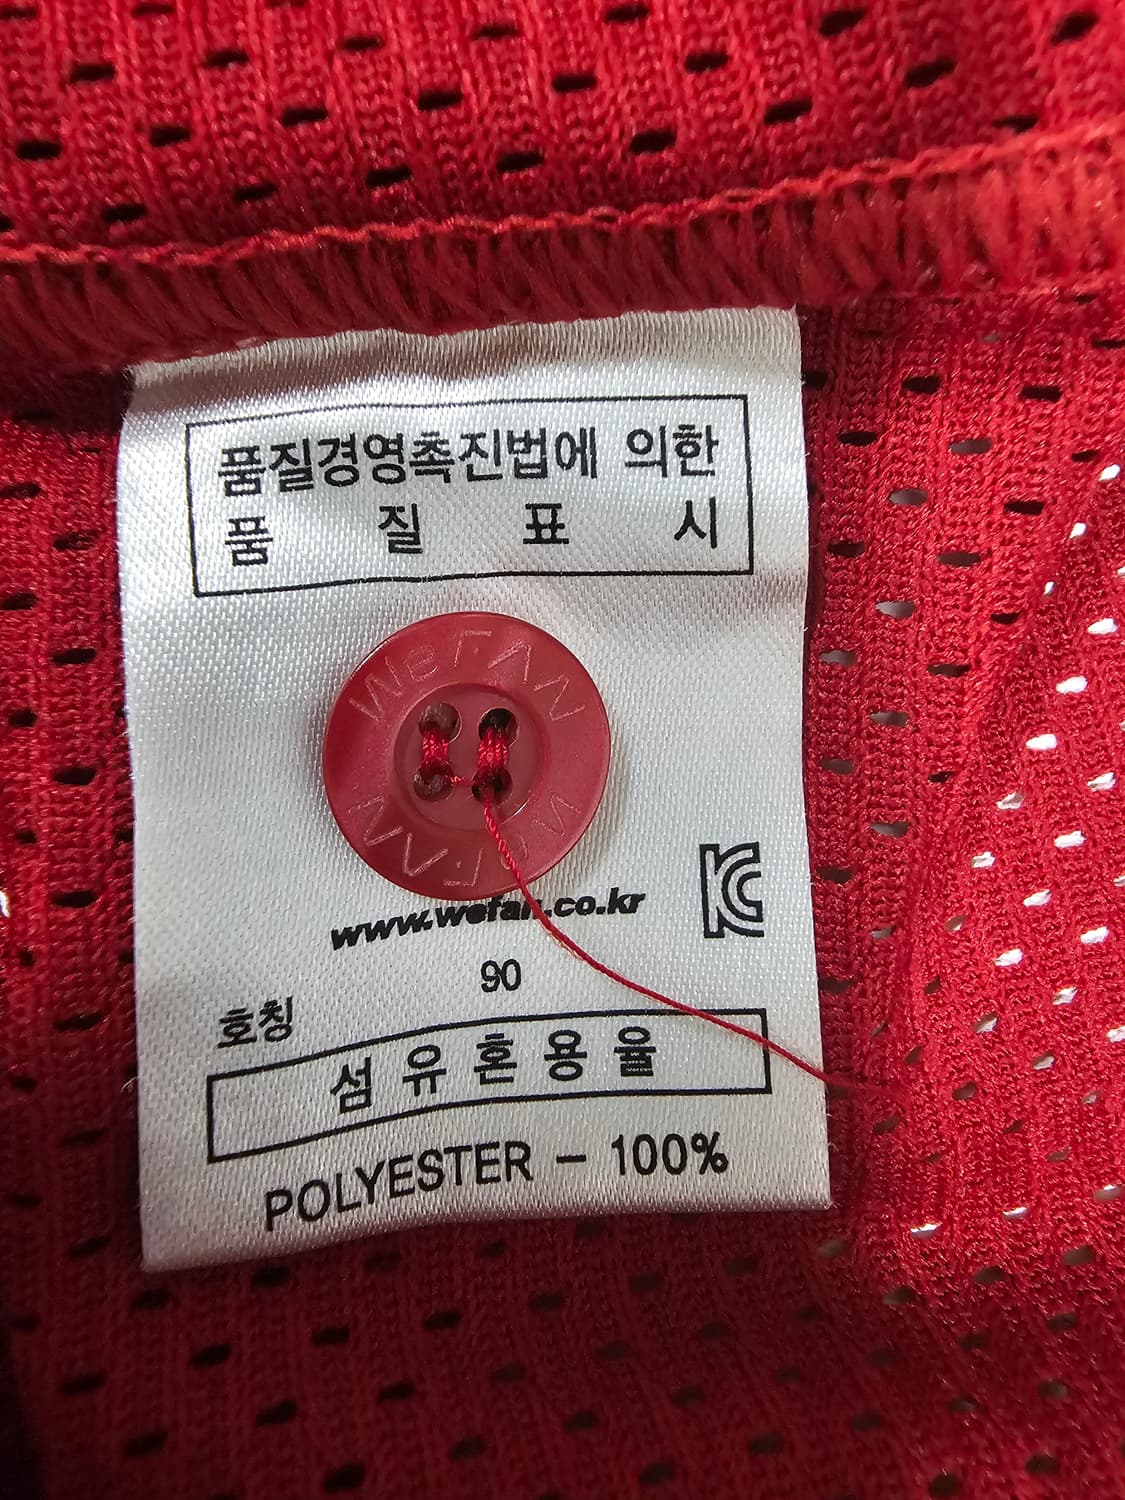 품질경영촉진법에 의한
품 질 표 시
WeFAN
WeFAN
www.wefan.co.kr
KC
90
호칭
섬유혼용율
POLYESTER - 100%